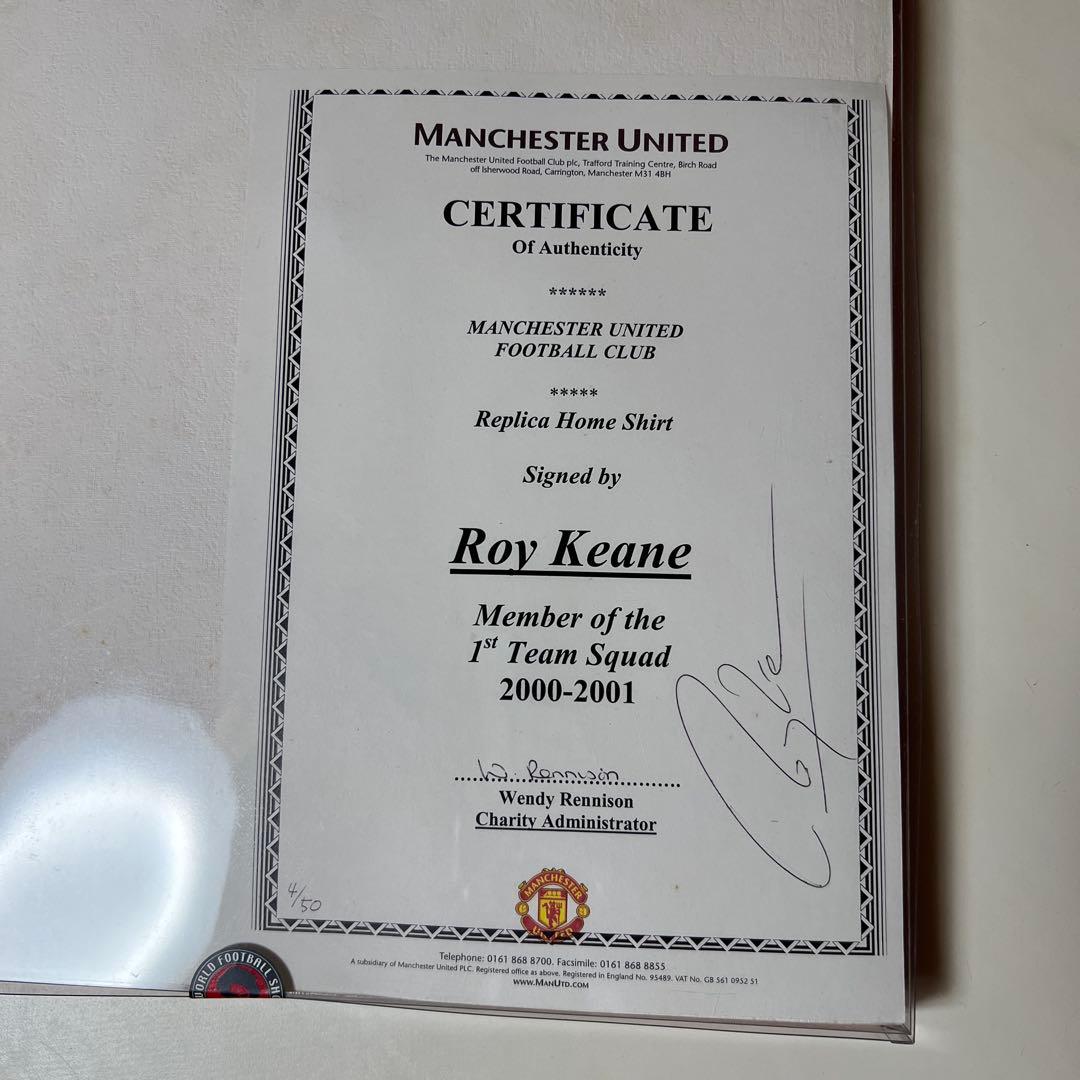 MANCHESTER UNITED
The Manchester United Football Club plc, Trafford Training Centre, Birch Road
off Isherwood Road, Carrington, Manchester M31 4BH
CERTIFICATE
Of Authenticity
******
MANCHESTER UNITED
FOOTBALL CLUB
*****
Replica Home Shirt
Signed by
Roy Keane
Member of the
1st Team Squad
2000-2001
W. Rennison
Wendy Rennison
Charity Administrator
4/50
MANCHESTER
UNITED
Telephone: 0161 868 8700. Facsimile: 0161 868 8855
A subsidiary of Manchester United PLC. Registered office as above. Registered in England No. 95489. VAT No. GB 561 0952 51
www.ManUtd.com
FOOTBALL